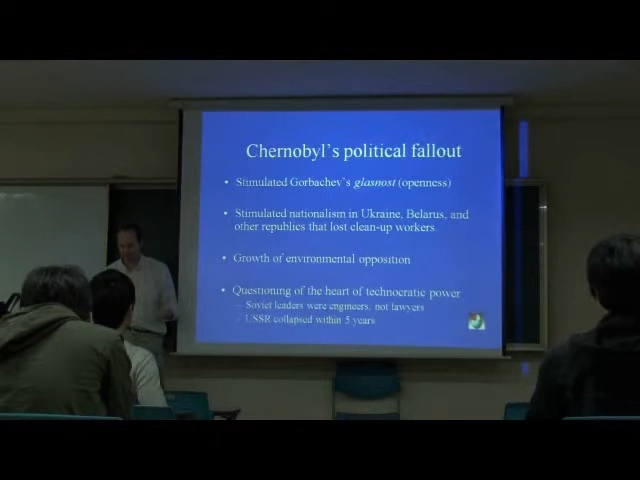 Chernobyl's political fallout
• Stimulated Gorbachev's glasnost (openness)
• Stimulated nationalism in Ukraine, Belarus, and
other republics that lost clean-up workers.
• Growth of environmental opposition
• Questioning of the heart of technocratic power
– Soviet leaders were engineers, not lawyers
– USSR collapsed within 5 years